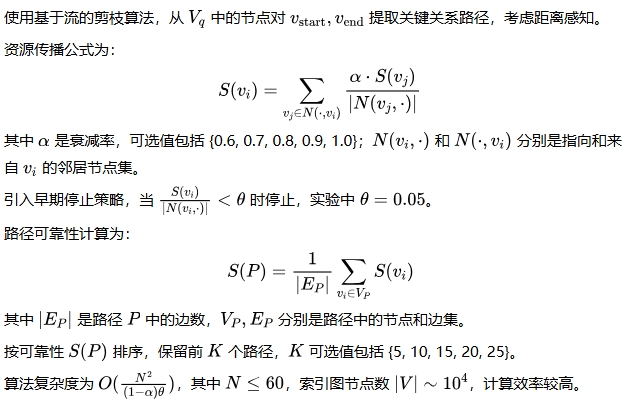 使用基于流的剪枝算法，从 $V_q$ 中的节点对 $v_{\text{start}}, v_{\text{end}}$ 提取关键关系路径，考虑距离感知。
资源传播公式为：
$$S(v_i) = \sum_{v_j \in N(\cdot, v_i)} \frac{\alpha \cdot S(v_j)}{|N(v_j, \cdot)|}$$
其中 $\alpha$ 是衰减率，可选值包括 {0.6, 0.7, 0.8, 0.9, 1.0}；$N(v_i, \cdot)$ 和 $N(\cdot, v_i)$ 分别是指向和来
自 $v_i$ 的邻居节点集。
引入早期停止策略，当 $\frac{S(v_i)}{|N(v_i, \cdot)|} < \theta$ 时停止，实验中 $\theta = 0.05$。
路径可靠性计算为：
$$S(P) = \frac{1}{|E_P|} \sum_{v_i \in V_P} S(v_i)$$
其中 $|E_P|$ 是路径 $P$ 中的边数，$V_P, E_P$ 分别是路径中的节点和边集。
按可靠性 $S(P)$ 排序，保留前 $K$ 个路径，$K$ 可选值包括 {5, 10, 15, 20, 25}。
算法复杂度为 $O(\frac{N^2}{(1-\alpha)\theta})$，其中 $N \leq 60$，索引图节点数 $|V| \sim 10^4$，计算效率较高。